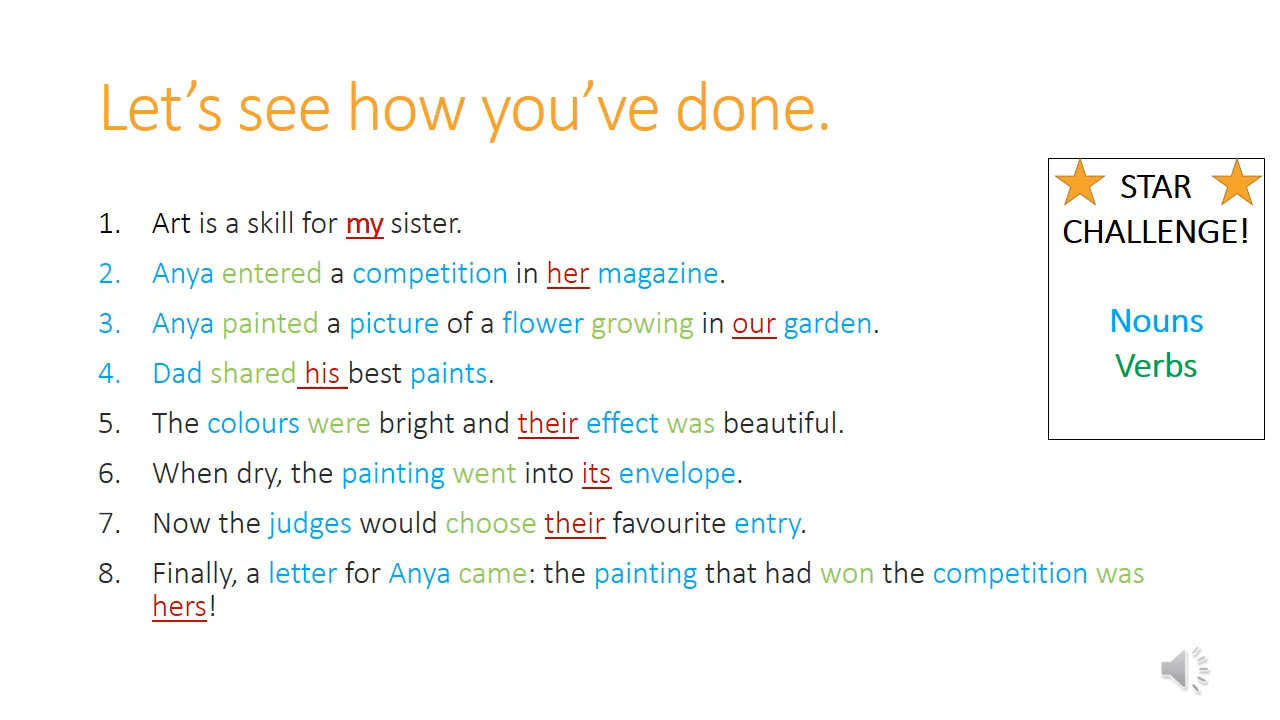 Let’s see how you’ve done.
1. Art is a skill for my sister.
2. Anya entered a competition in her magazine.
3. Anya painted a picture of a flower growing in our garden.
4. Dad shared his best paints.
5. The colours were bright and their effect was beautiful.
6. When dry, the painting went into its envelope.
7. Now the judges would choose their favourite entry.
8. Finally, a letter for Anya came: the painting that had won the competition was
hers!
STAR
CHALLENGE!
Nouns
Verbs